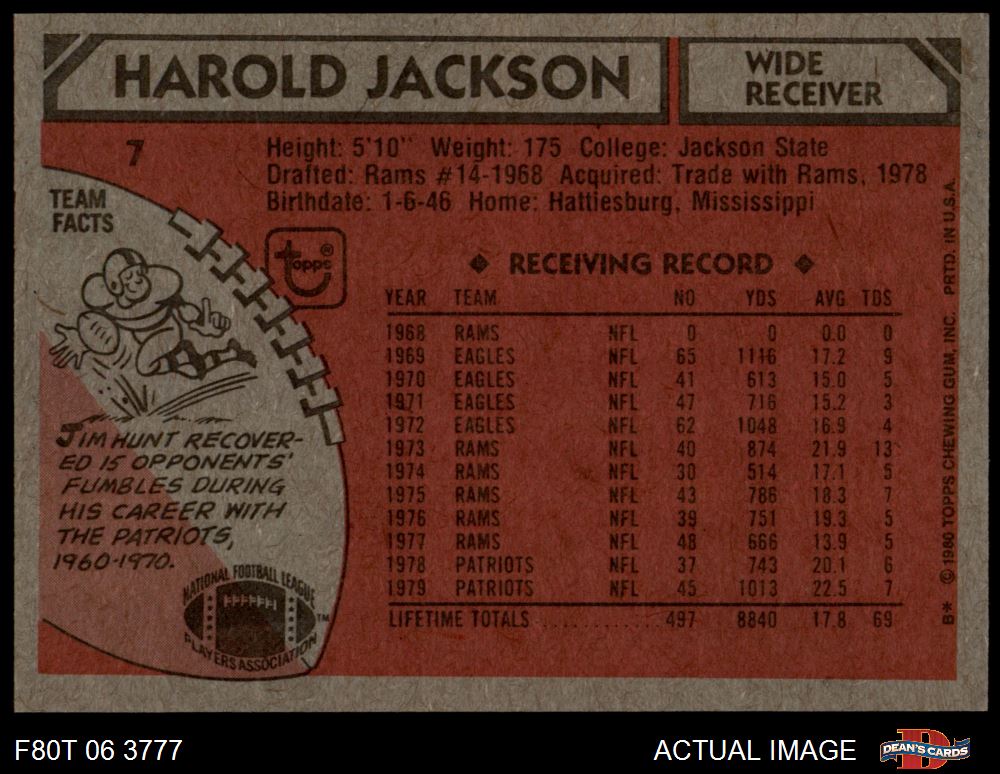 HAROLD JACKSON
WIDE
RECEIVER
7
Height: 5'10" Weight: 175 College: Jackson State
Drafted: Rams #14-1968 Acquired: Trade with Rams, 1978
Birthdate: 1-6-46 Home: Hattiesburg, Mississippi
TEAM
FACTS
topps®
JIM HUNT RECOVER-
ED 15 OPPONENTS'
FUMBLES DURING
HIS CAREER WITH
THE PATRIOTS,
1960-1970.
NATIONAL FOOTBALL LEAGUE
PLAYERS ASSOCIATION
TM
◆ RECEIVING RECORD ◆
YEAR TEAM NO YDS AVG TDS
1968 RAMS NFL 0 0 0.0 0
1969 EAGLES NFL 65 1116 17.2 9
1970 EAGLES NFL 41 613 15.0 5
1971 EAGLES NFL 47 716 15.2 3
1972 EAGLES NFL 62 1048 16.9 4
1973 RAMS NFL 40 874 21.9 13
1974 RAMS NFL 30 514 17.1 5
1975 RAMS NFL 43 786 18.3 7
1976 RAMS NFL 39 751 19.3 5
1977 RAMS NFL 48 666 13.9 5
1978 PATRIOTS NFL 37 743 20.1 6
1979 PATRIOTS NFL 45 1013 22.5 7
LIFETIME TOTALS ............ 497 8840 17.8 69
B* © 1980 TOPPS CHEWING GUM, INC. PRTD. IN U.S.A.
F80T 06 3777
ACTUAL IMAGE
DEAN'S CARDS